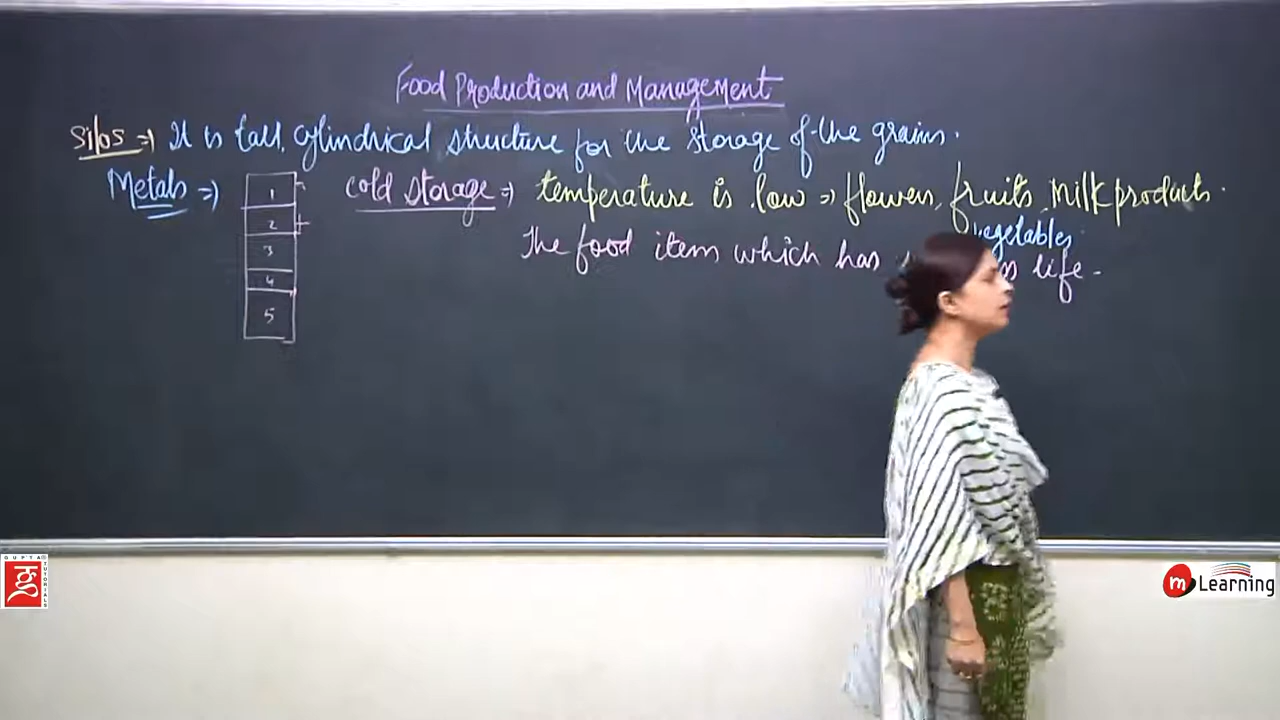 Food Production and Management
Silos => It is tall, cylindrical structure for the storage of the grains.
Metals =>
1
2
3
4
5
cold storage => temperature is low => flowers, fruits, Milk products.
vegetables.
The food item which has life.
GUPTA TUTORIALS
m Learning